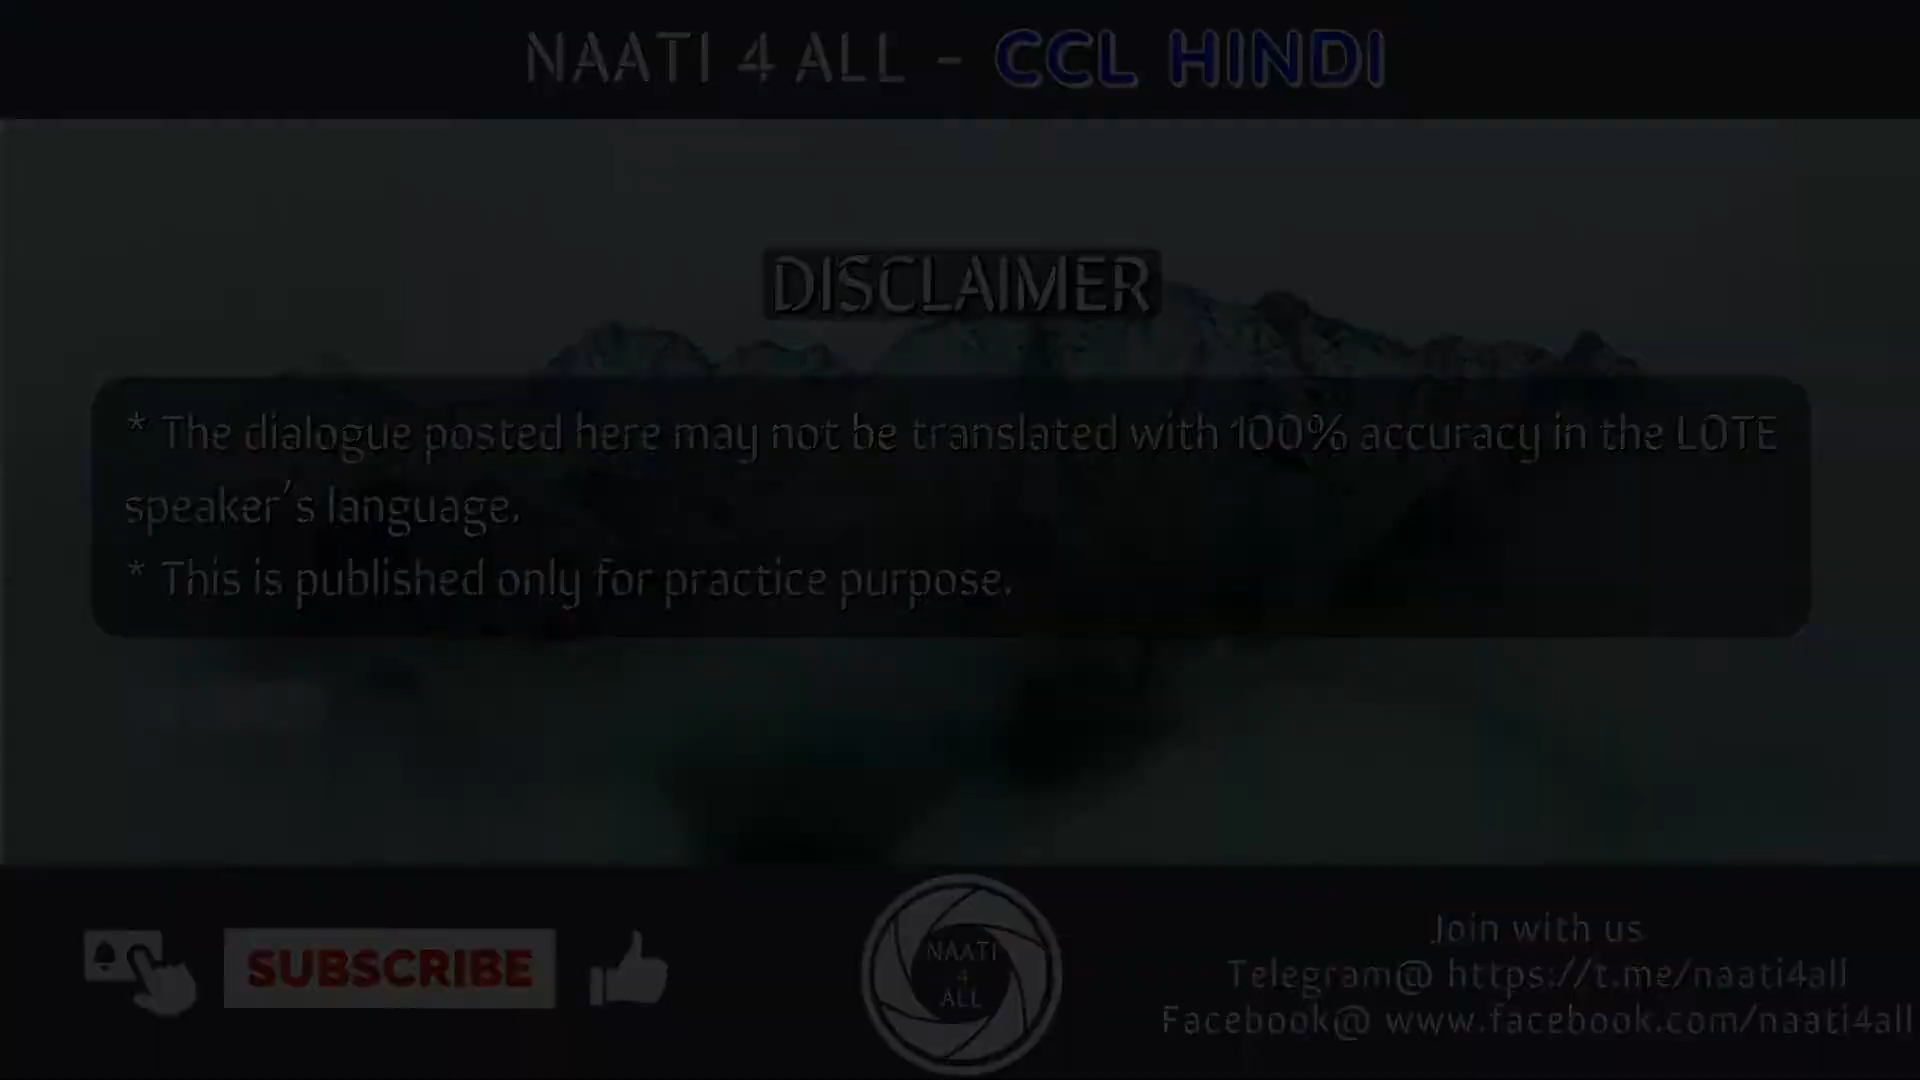 NAATI 4 ALL - CCL HINDI
DISCLAIMER
* The dialogue posted here may not be translated with 100% accuracy in the LOTE
speaker's language.
* This is published only for practice purpose.
SUBSCRIBE
NAATI
4
ALL
Join with us
Telegram@ https://t.me/naati4all
Facebook@ www.facebook.com/naati4all